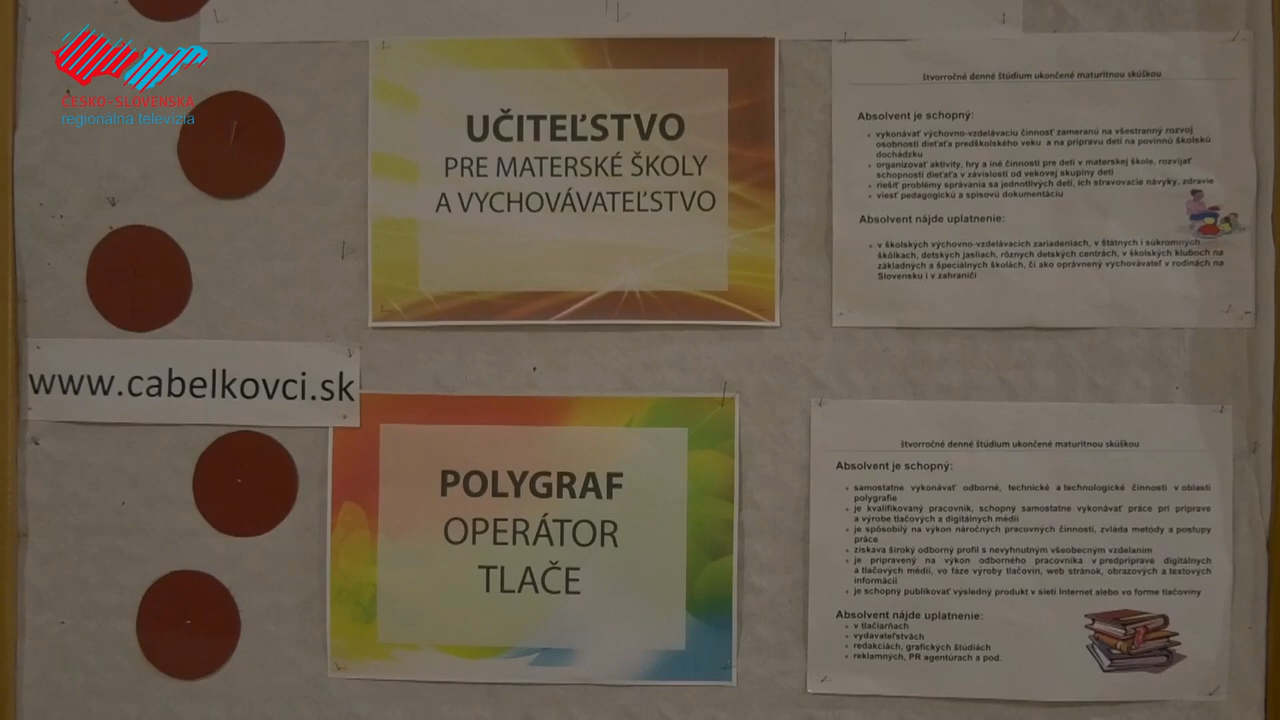 ČESKO-SLOVENSKÁ
regionálna televízia
UČITEĽSTVO
PRE MATERSKÉ ŠKOLY
A VYCHOVÁVATEĽSTVO
štvorročné denné štúdium ukončené maturitnou skúškou
Absolvent je schopný:
vykonávať výchovno-vzdelávaciu činnosť zameranú na všestranný rozvoj
osobnosti dieťaťa predškolského veku a na prípravu detí na povinnú školskú
dochádzku
organizovať aktivity, hry a iné činnosti pre deti v materskej škole, rozvíjať
schopnosti dieťaťa v závislosti od vekovej skupiny detí
riešiť problémy správania sa jednotlivých detí, ich stravovacie návyky, zdravie
viesť pedagogickú a spisovú dokumentáciu
Absolvent nájde uplatnenie:
v školských výchovno-vzdelávacích zariadeniach, v štátnych i súkromných
škôlkach, detských jasliach, rôznych detských centrách, v školských kluboch na
základných a špeciálnych školách, či ako oprávnený vychovávateľ v rodinách na
Slovensku i v zahraničí
www.cabelkovci.sk
POLYGRAF
OPERÁTOR
TLAČE
štvorročné denné štúdium ukončené maturitnou skúškou
Absolvent je schopný:
samostatne vykonávať odborné, technické a technologické činnosti v oblasti
polygrafie
je kvalifikovaný pracovník, schopný samostatne vykonávať práce pri príprave
a výrobe tlačových a digitálnych médií
je spôsobilý na výkon náročných pracovných činností, zvláda metódy a postupy
práce
získava široký odborný profil s nevyhnutným všeobecným vzdelaním
je pripravený na výkon odborného pracovníka v predpríprave digitálnych
a tlačových médií, vo fáze výroby tlačovín, web stránok, obrazových a textových
informácií
je schopný publikovať výsledný produkt v sieti Internet alebo vo forme tlačoviny
Absolvent nájde uplatnenie:
v tlačiarňach
vydavateľstvách
redakciách, grafických štúdiách
reklamných, PR agentúrach a pod.